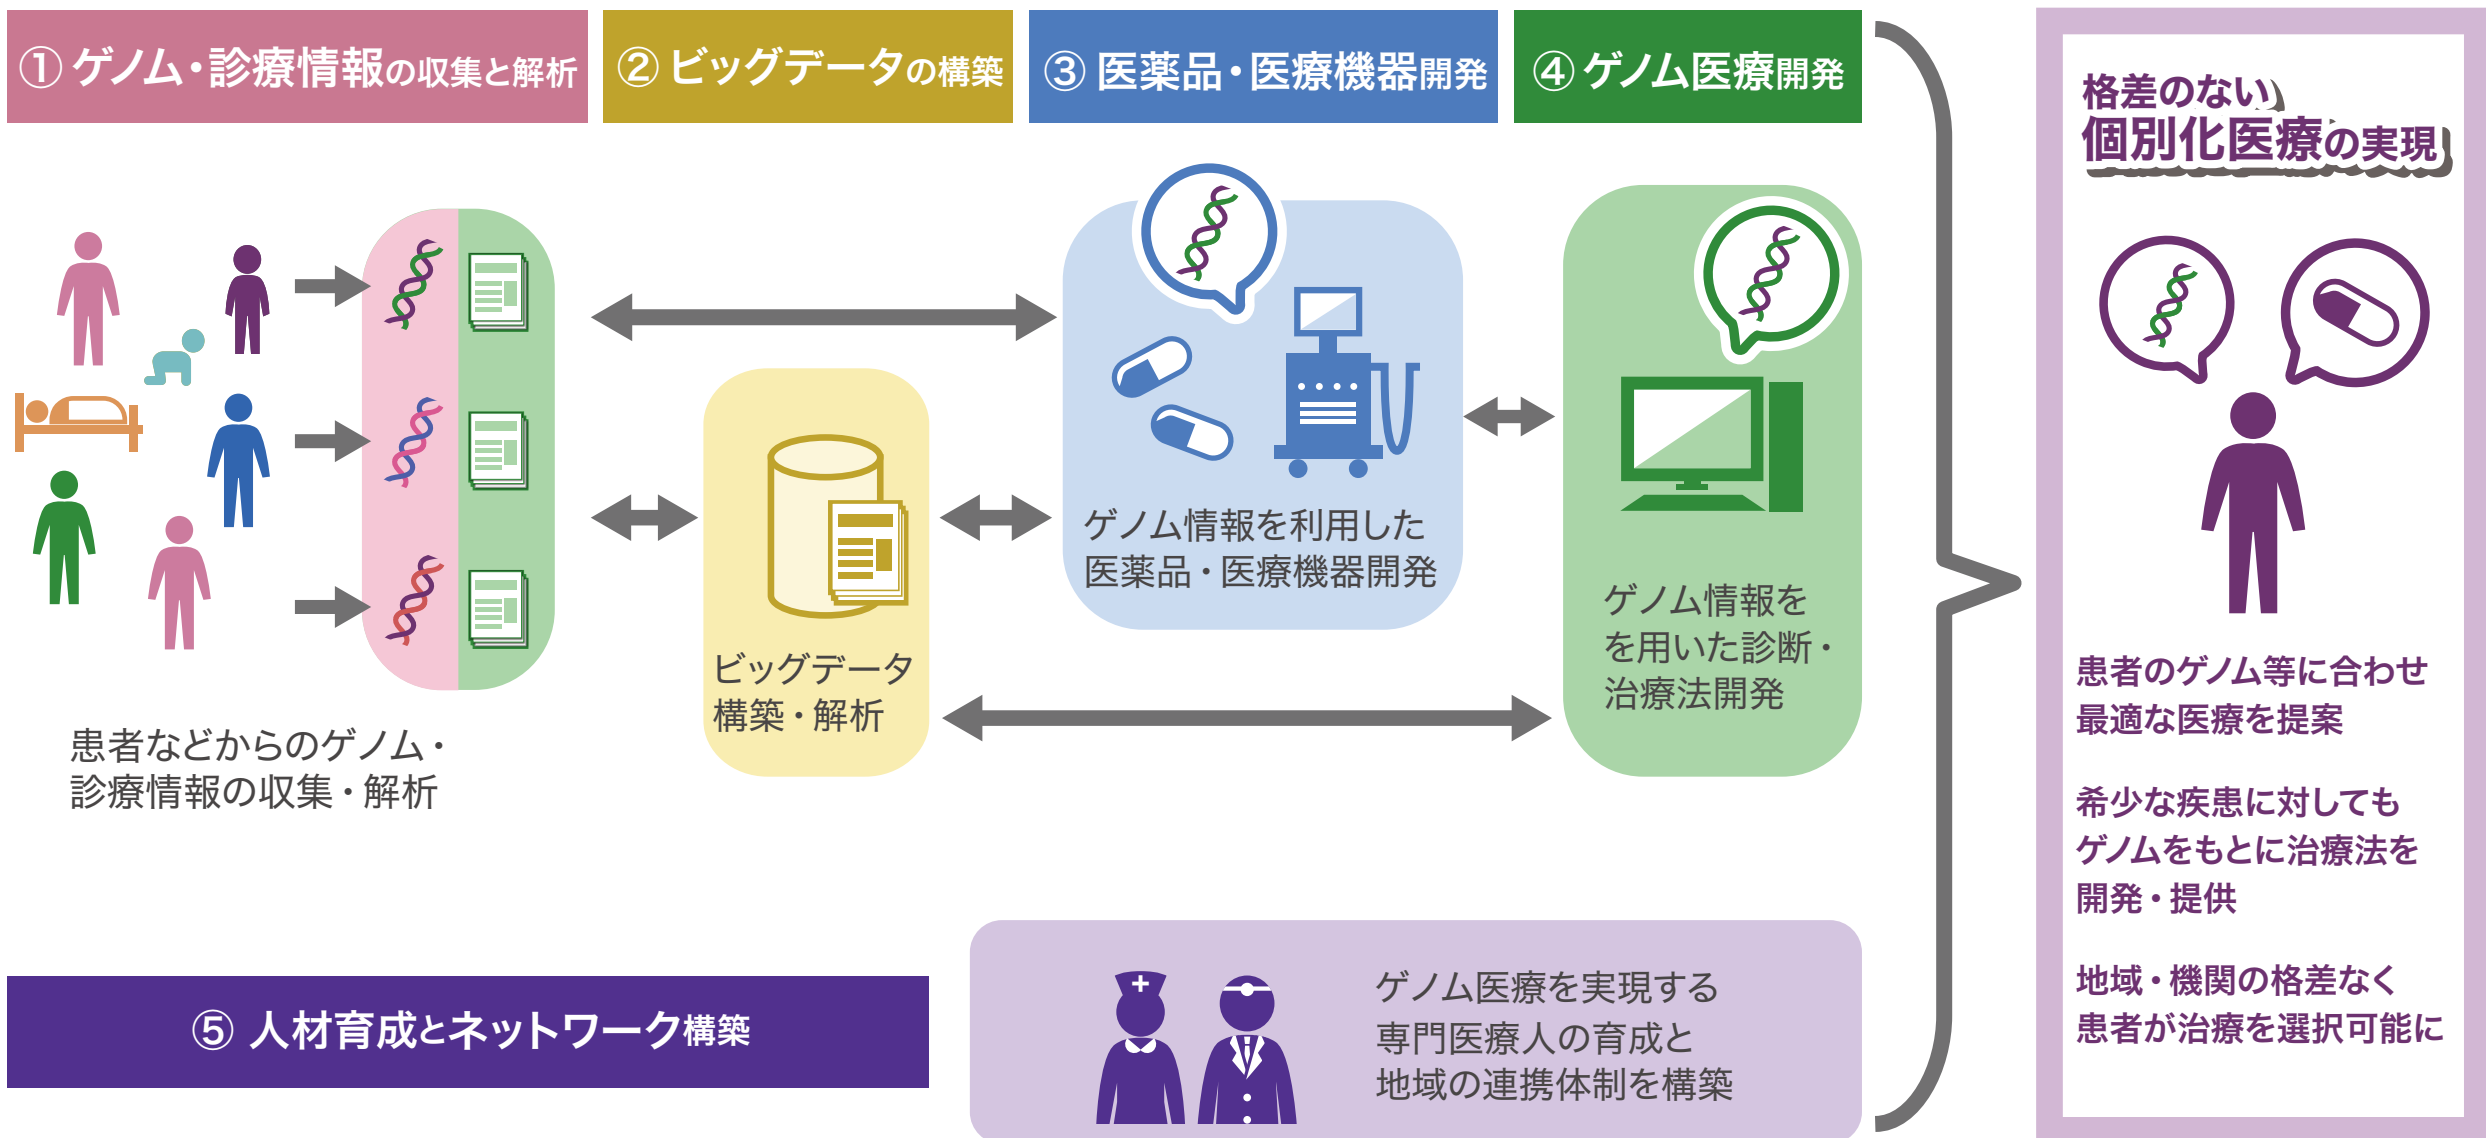 ① ゲノム・診療情報の収集と解析
② ビッグデータの構築
③ 医薬品・医療機器開発
④ ゲノム医療開発
患者などからのゲノム・
診療情報の収集・解析
ビッグデータ
構築・解析
ゲノム情報を利用した
医薬品・医療機器開発
ゲノム情報を
を用いた診断・
治療法開発
⑤ 人材育成とネットワーク構築
ゲノム医療を実現する
専門医療人の育成と
地域の連携体制を構築
格差のない
個別化医療の実現
患者のゲノム等に合わせ
最適な医療を提案
希少な疾患に対しても
ゲノムをもとに治療法を
開発・提供
地域・機関の格差なく
患者が治療を選択可能に